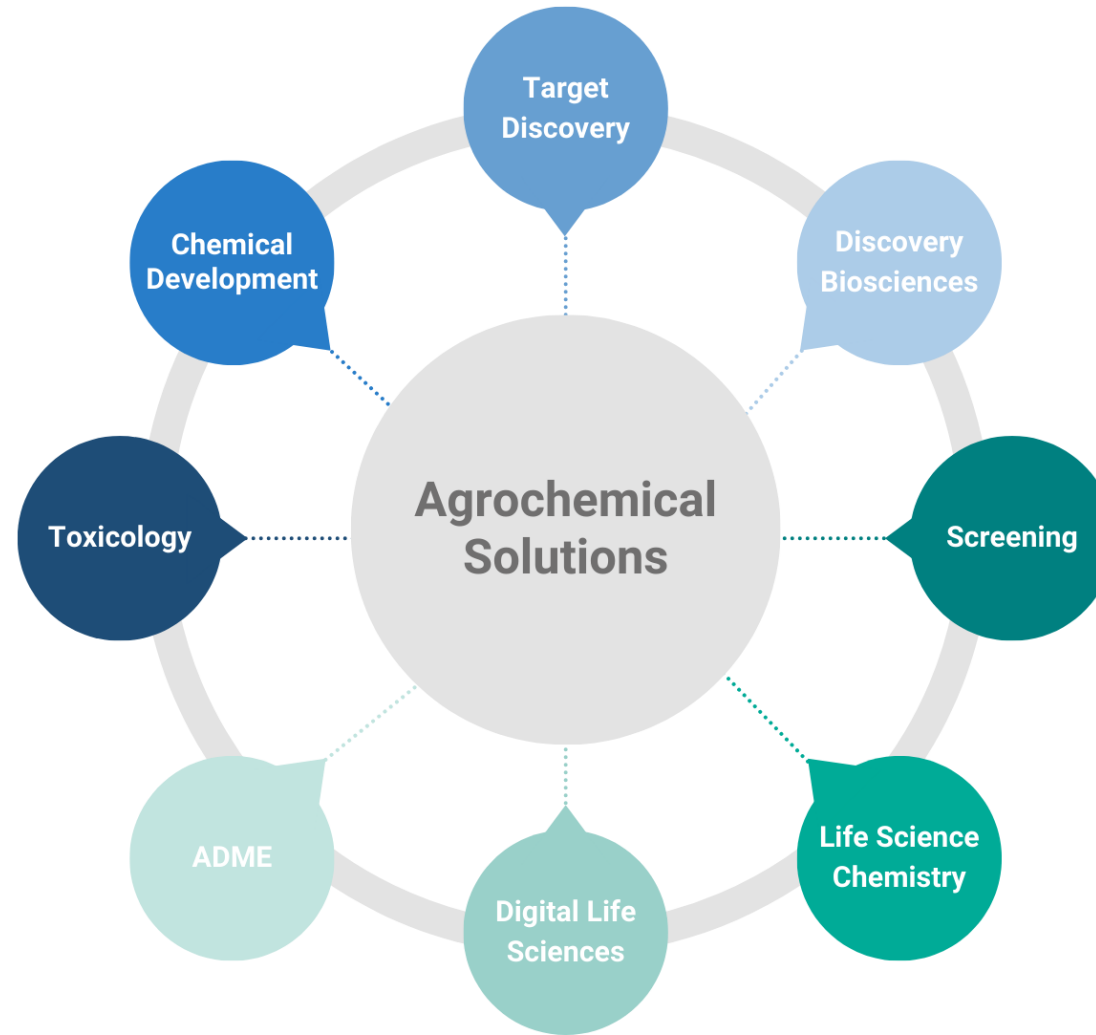 Target
Discovery
Discovery
Biosciences
Screening
Life Science
Chemistry
Digital Life
Sciences
ADME
Toxicology
Chemical
Development
Agrochemical
Solutions